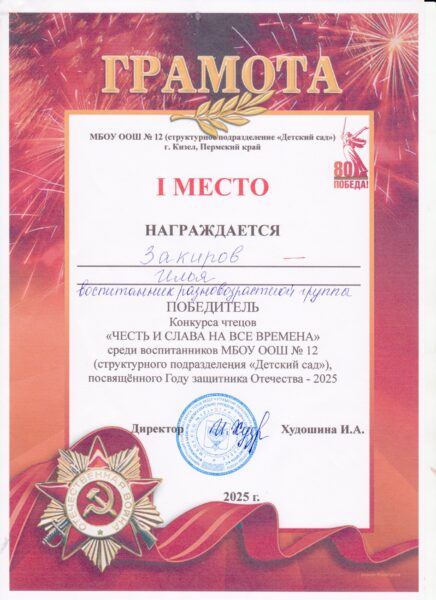 ГРАМОТА
МБОУ ООШ № 12 (структурное подразделение «Детский сад»)
г. Кизел, Пермский край
80
ПОБЕДА!
I МЕСТО
НАГРАЖДАЕТСЯ
Закиров —
Илья
воспитанник разновозрастной группы
ПОБЕДИТЕЛЬ
Конкурса чтецов
«ЧЕСТЬ И СЛАВА НА ВСЕ ВРЕМЕНА»
среди воспитанников МБОУ ООШ № 12
(структурного подразделения «Детский сад»),
посвящённого Году защитника Отечества - 2025
Директор Худошина И.А.
ОТЕЧЕСТВЕННАЯ ВОЙНА
2025 г.